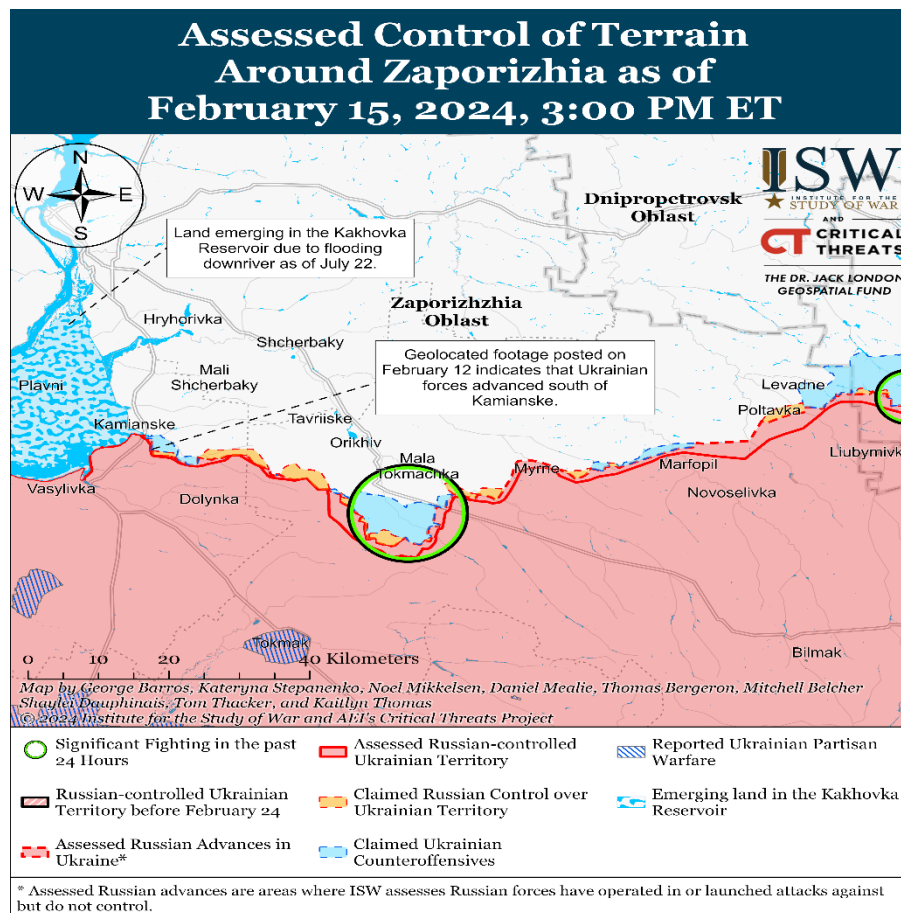 Assessed Control of Terrain
Around Zaporizhia as of
February 15, 2024, 3:00 PM ET
N
W E
S
ISW
INSTITUTE FOR THE
STUDY OF WAR
AND
CT CRITICAL
THREATS
THE DR. JACK LONDON
GEOSPATIAL FUND
Dnipropetrovsk
Oblast
Land emerging in the Kakhovka
Reservoir due to flooding
downriver as of July 22.
Zaporizhzhia
Oblast
Hryhorivka
Shcherbaky
Geolocated footage posted on
February 12 indicates that Ukrainian
forces advanced south of
Kamianske.
Mali
Shcherbaky
Plavni
Levadne
Poltavka
Tavriiske
Kamianske
Orikhiv
Mala
Tokmachka
Myrne
Marfopil
Liubymivk
Vasylivka
Dolynka
Novoselivka
Tokmak
Bilmak
0 10 20 40 Kilometers
Map by George Barros, Kateryna Stepanenko, Noel Mikkelsen, Daniel Mealie, Thomas Bergeron, Mitchell Belcher
Shaylei Dauphinais, Tom Thacker, and Kaitlyn Thomas
© 2024 Institute for the Study of War and AEI's Critical Threats Project
Significant Fighting in the past
24 Hours
Assessed Russian-controlled
Ukrainian Territory
Reported Ukrainian Partisan
Warfare
Russian-controlled Ukrainian
Territory before February 24
Claimed Russian Control over
Ukrainian Territory
Emerging land in the Kakhovka
Reservoir
Assessed Russian Advances in
Ukraine*
Claimed Ukrainian
Counteroffensives
* Assessed Russian advances are areas where ISW assesses Russian forces have operated in or launched attacks against
but do not control.